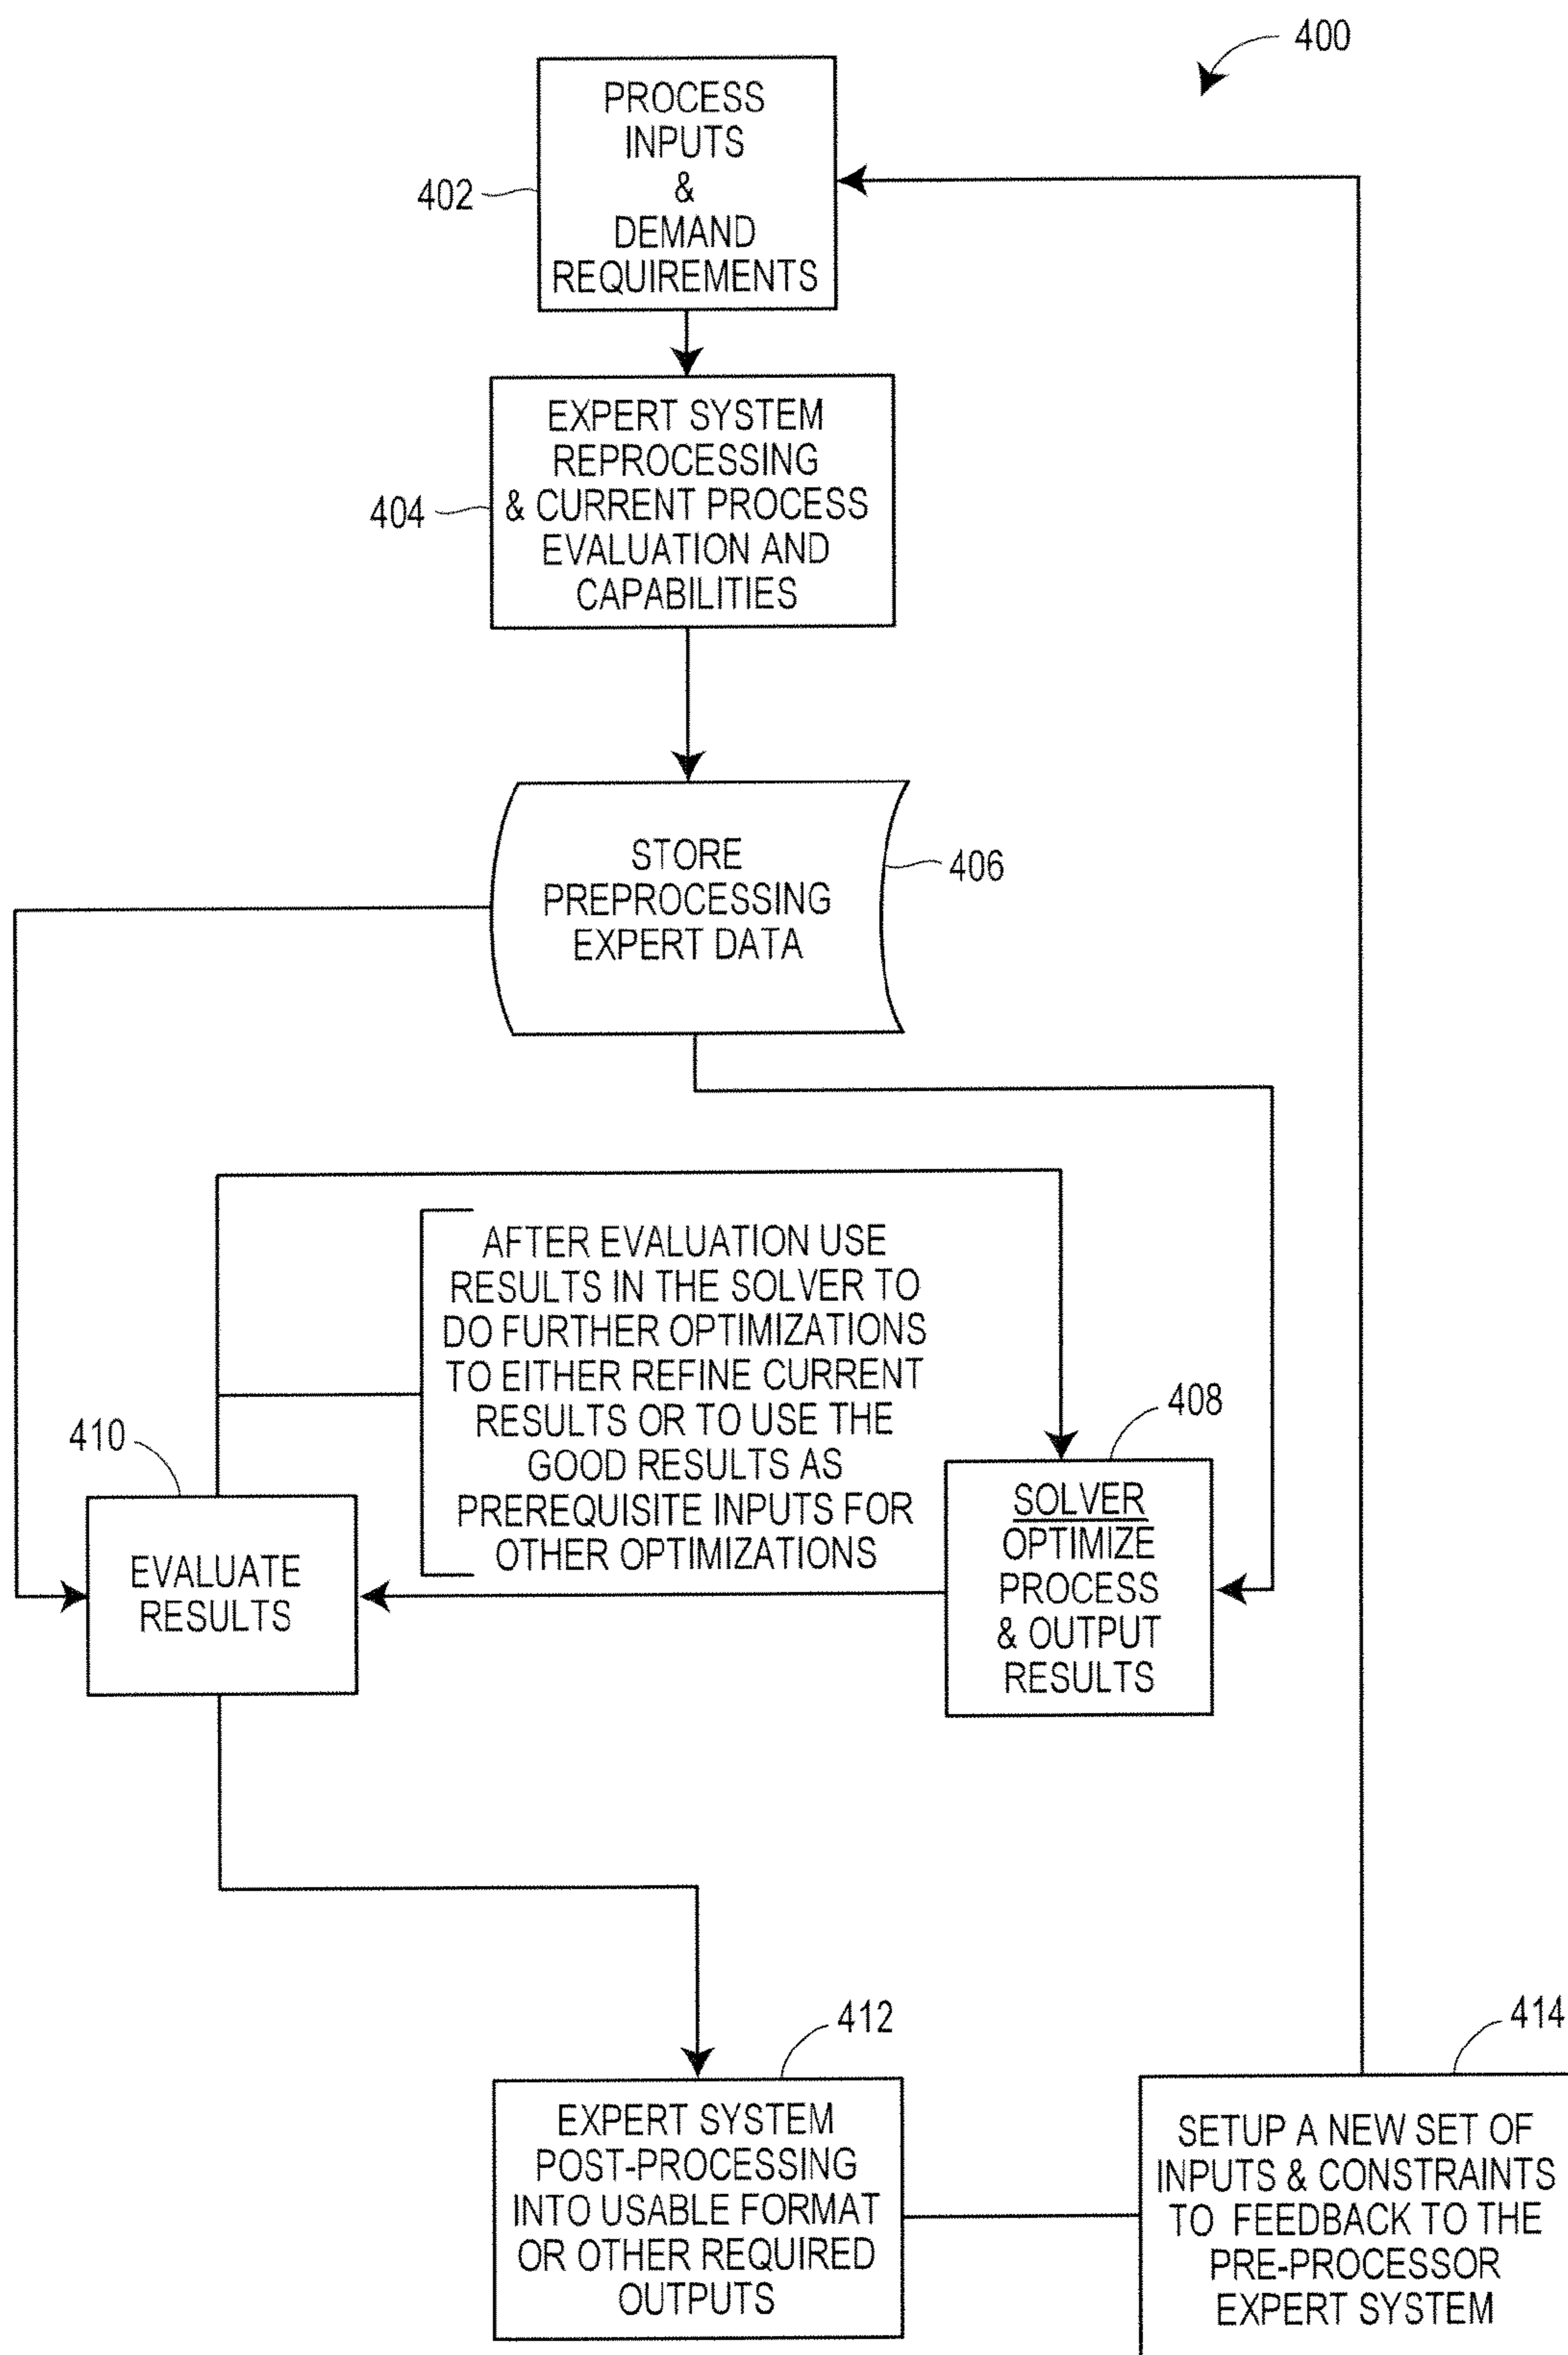 400
PROCESS
INPUTS
&
DEMAND
REQUIREMENTS
402
EXPERT SYSTEM
REPROCESSING
& CURRENT PROCESS
EVALUATION AND
CAPABILITIES
404
STORE
PREPROCESSING
EXPERT DATA
406
AFTER EVALUATION USE
RESULTS IN THE SOLVER TO
DO FURTHER OPTIMIZATIONS
TO EITHER REFINE CURRENT
RESULTS OR TO USE THE
GOOD RESULTS AS
PREREQUISITE INPUTS FOR
OTHER OPTIMIZATIONS
408
SOLVER
OPTIMIZE
PROCESS
& OUTPUT
RESULTS
410
EVALUATE
RESULTS
412
EXPERT SYSTEM
POST-PROCESSING
INTO USABLE FORMAT
OR OTHER REQUIRED
OUTPUTS
414
SETUP A NEW SET OF
INPUTS & CONSTRAINTS
TO FEEDBACK TO THE
PRE-PROCESSOR
EXPERT SYSTEM